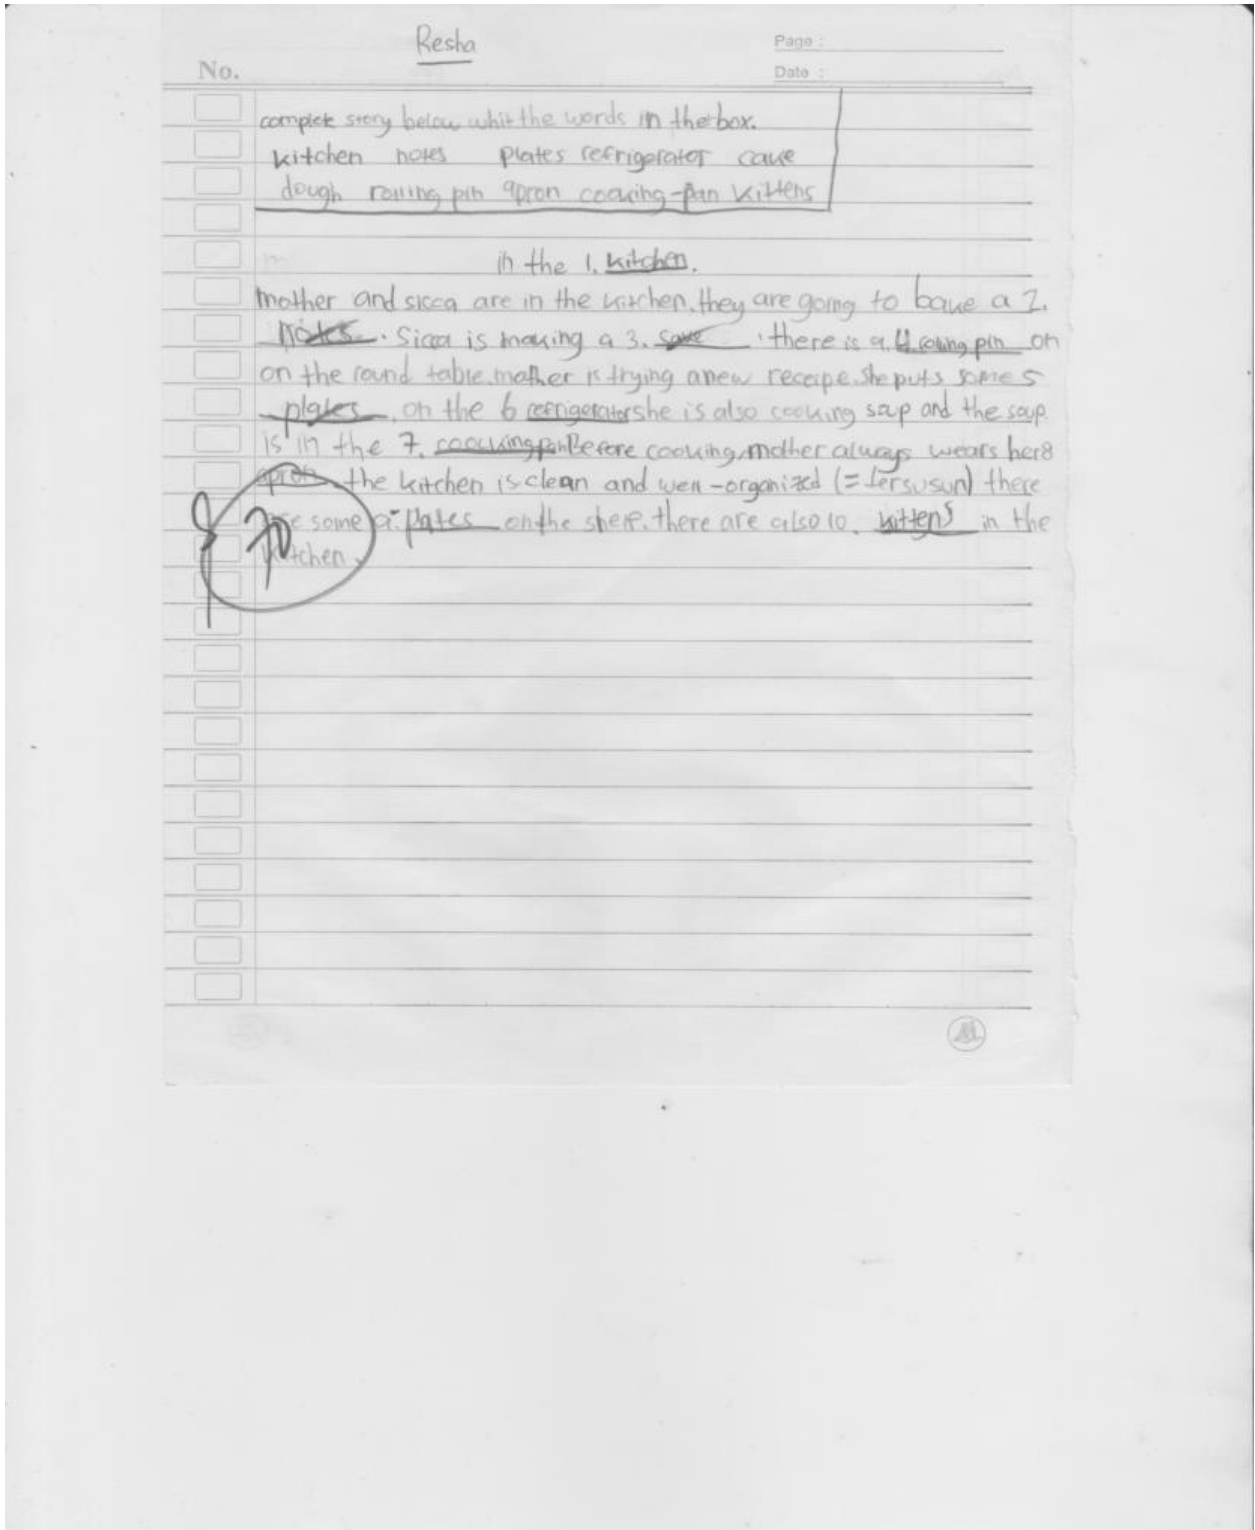 Resha
Page :
No.
Date :
complete story below whit the words in the box.
kitchen notes plates refrigerator cake
dough rolling pin apron cooking-pan kittens
in the 1. kitchen.
mother and sicca are in the kitchen. they are going to bake a 2.
notes. Sicca is making a 3. cake there is a. 4. rolling pin on
on the round table. mother is trying a new receipe. she puts some 5
plates on the 6 refrigerator she is also cooking soup and the soup
is in the 7. coocking pan Before cooking, mother always wears her 8
apron the kitchen is clean and well-organized (= tersusun) there
are some 9. plates on the shelf. there are also 10. kittens in the
kitchen.
70